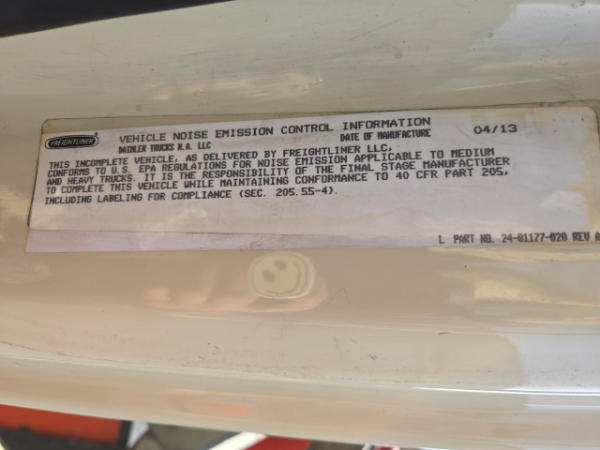 FREIGHTLINER
VEHICLE NOISE EMISSION CONTROL INFORMATION
DAIMLER TRUCKS N.A. LLC DATE OF MANUFACTURE 04/13
THIS INCOMPLETE VEHICLE, AS DELIVERED BY FREIGHTLINER LLC,
CONFORMS TO U.S. EPA REGULATIONS FOR NOISE EMISSION APPLICABLE TO MEDIUM
AND HEAVY TRUCKS. IT IS THE RESPONSIBILITY OF THE FINAL STAGE MANUFACTURER
TO COMPLETE THIS VEHICLE WHILE MAINTAINING CONFORMANCE TO 40 CFR PART 205,
INCLUDING LABELING FOR COMPLIANCE (SEC. 205.55-4).
L PART NO. 24-01177-020 REV A